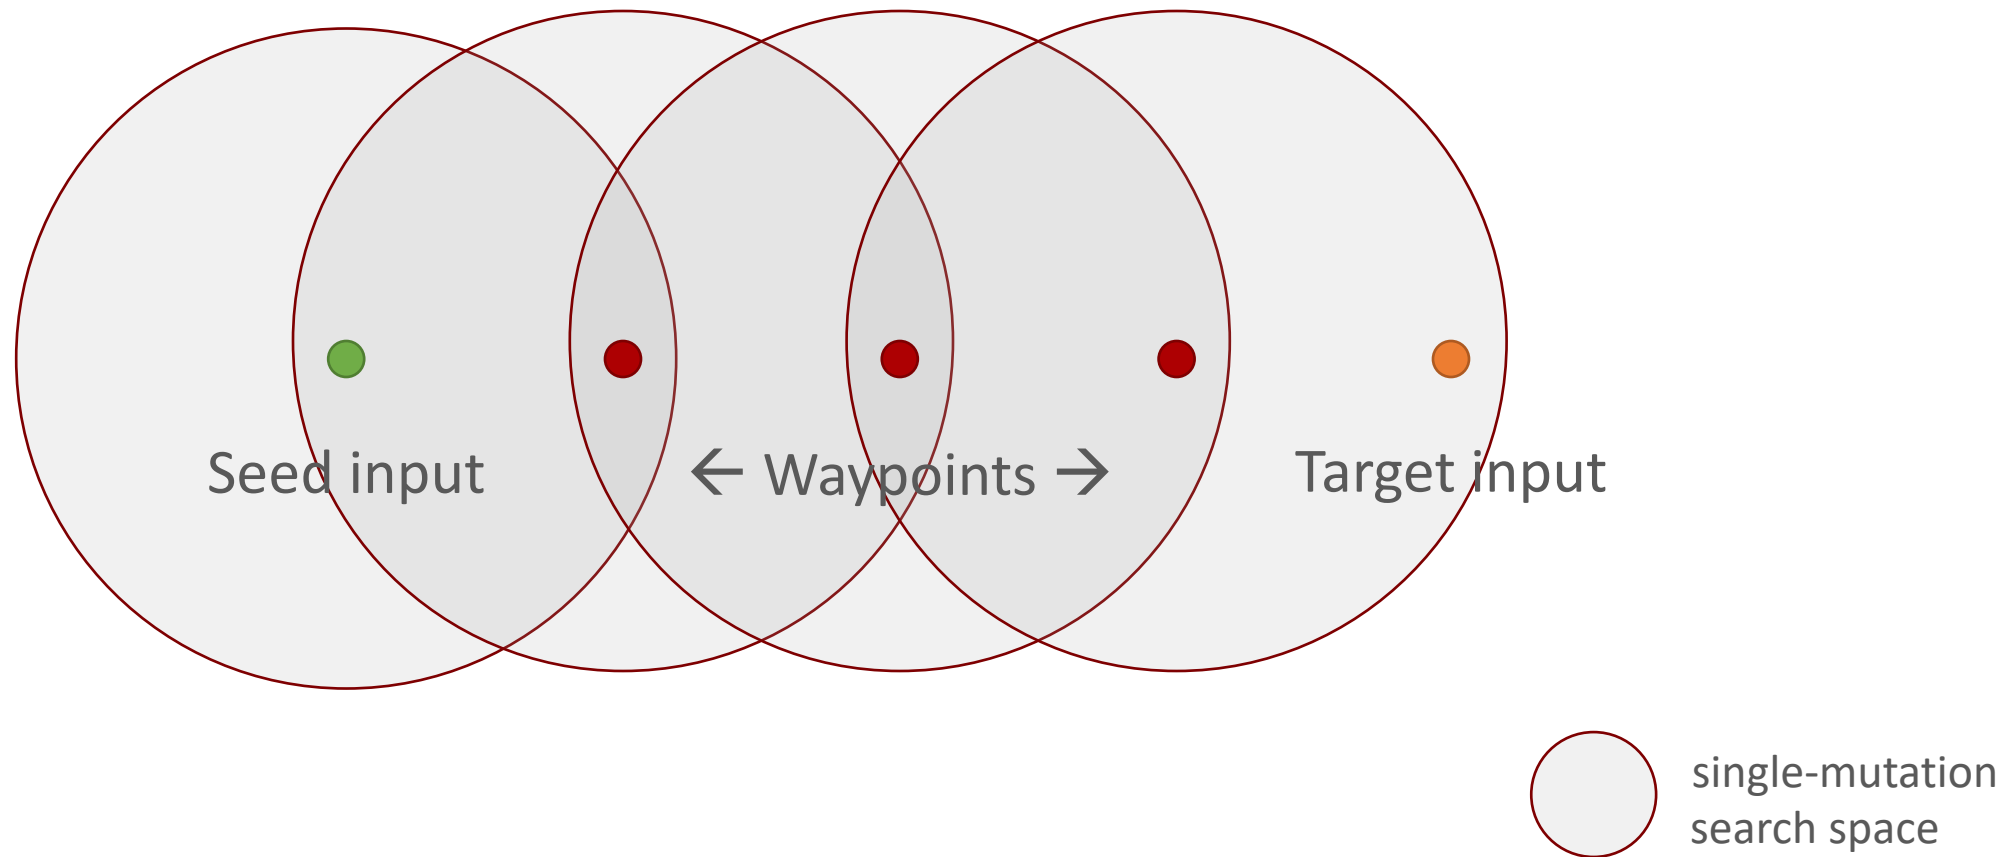 Seed input
← Waypoints →
Target input
single-mutation
search space